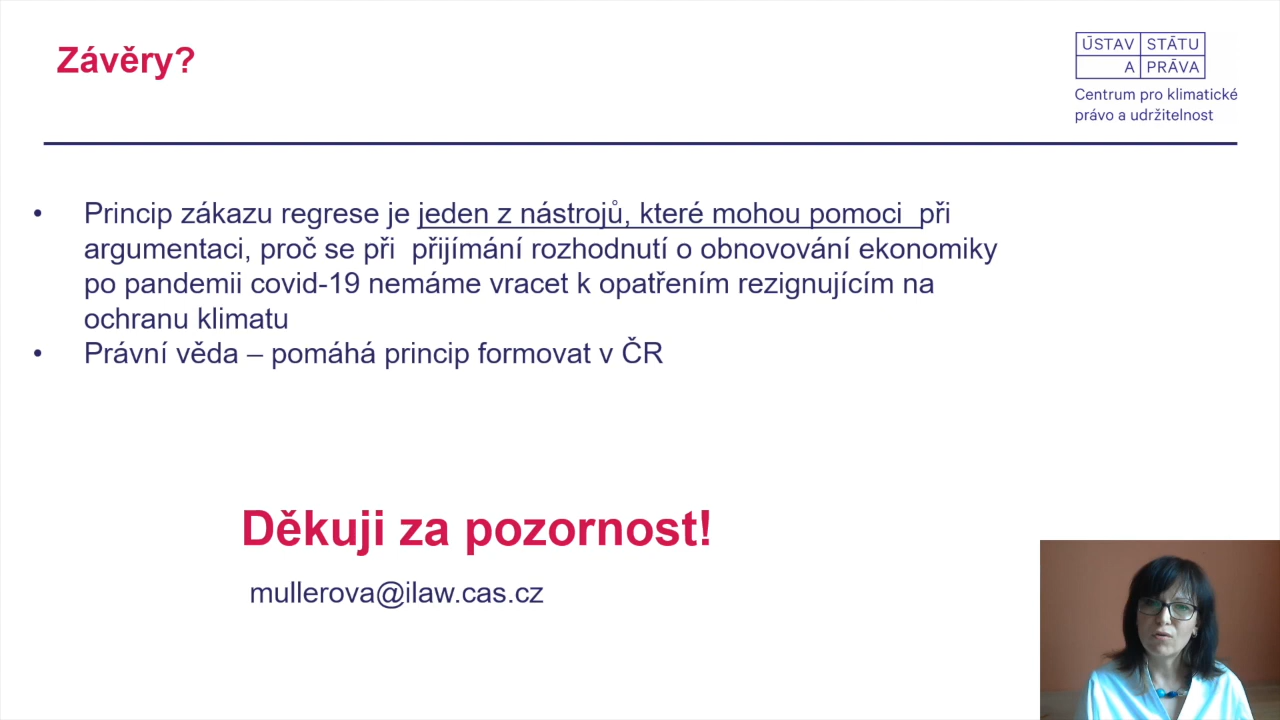 Závěry?
ÚSTAV STÁTU
A PRÁVA
Centrum pro klimatické
právo a udržitelnost
• Princip zákazu regrese je jeden z nástrojů, které mohou pomoci při
argumentaci, proč se při přijímání rozhodnutí o obnovování ekonomiky
po pandemii covid-19 nemáme vracet k opatřením rezignujícím na
ochranu klimatu
• Právní věda – pomáhá princip formovat v ČR
Děkuji za pozornost!
mullerova@ilaw.cas.cz